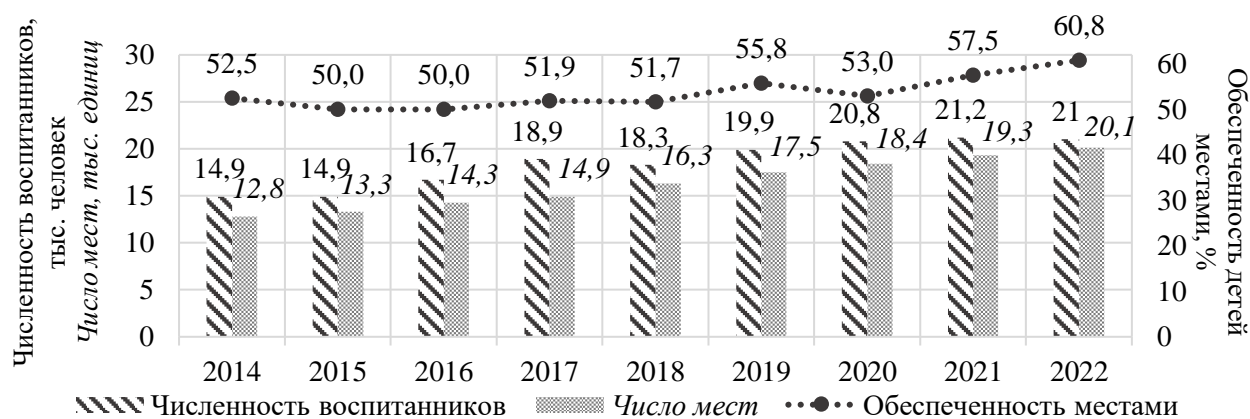 Численность воспитанников,
тыс. человек
Число мест, тыс. единиц
30
25
20
15
10
5
0
52,5 50,0 50,0 51,9 51,7 55,8 53,0 57,5 60,8
14,9 14,9 16,7 18,9 18,3 19,9 20,8 21,2 21
12,8 13,3 14,3 14,9 16,3 17,5 18,4 19,3 20,1
60
50
40
30
20
10
0
Обеспеченность детей
местами, %
2014 2015 2016 2017 2018 2019 2020 2021 2022
Численность воспитанников Число мест Обеспеченность местами